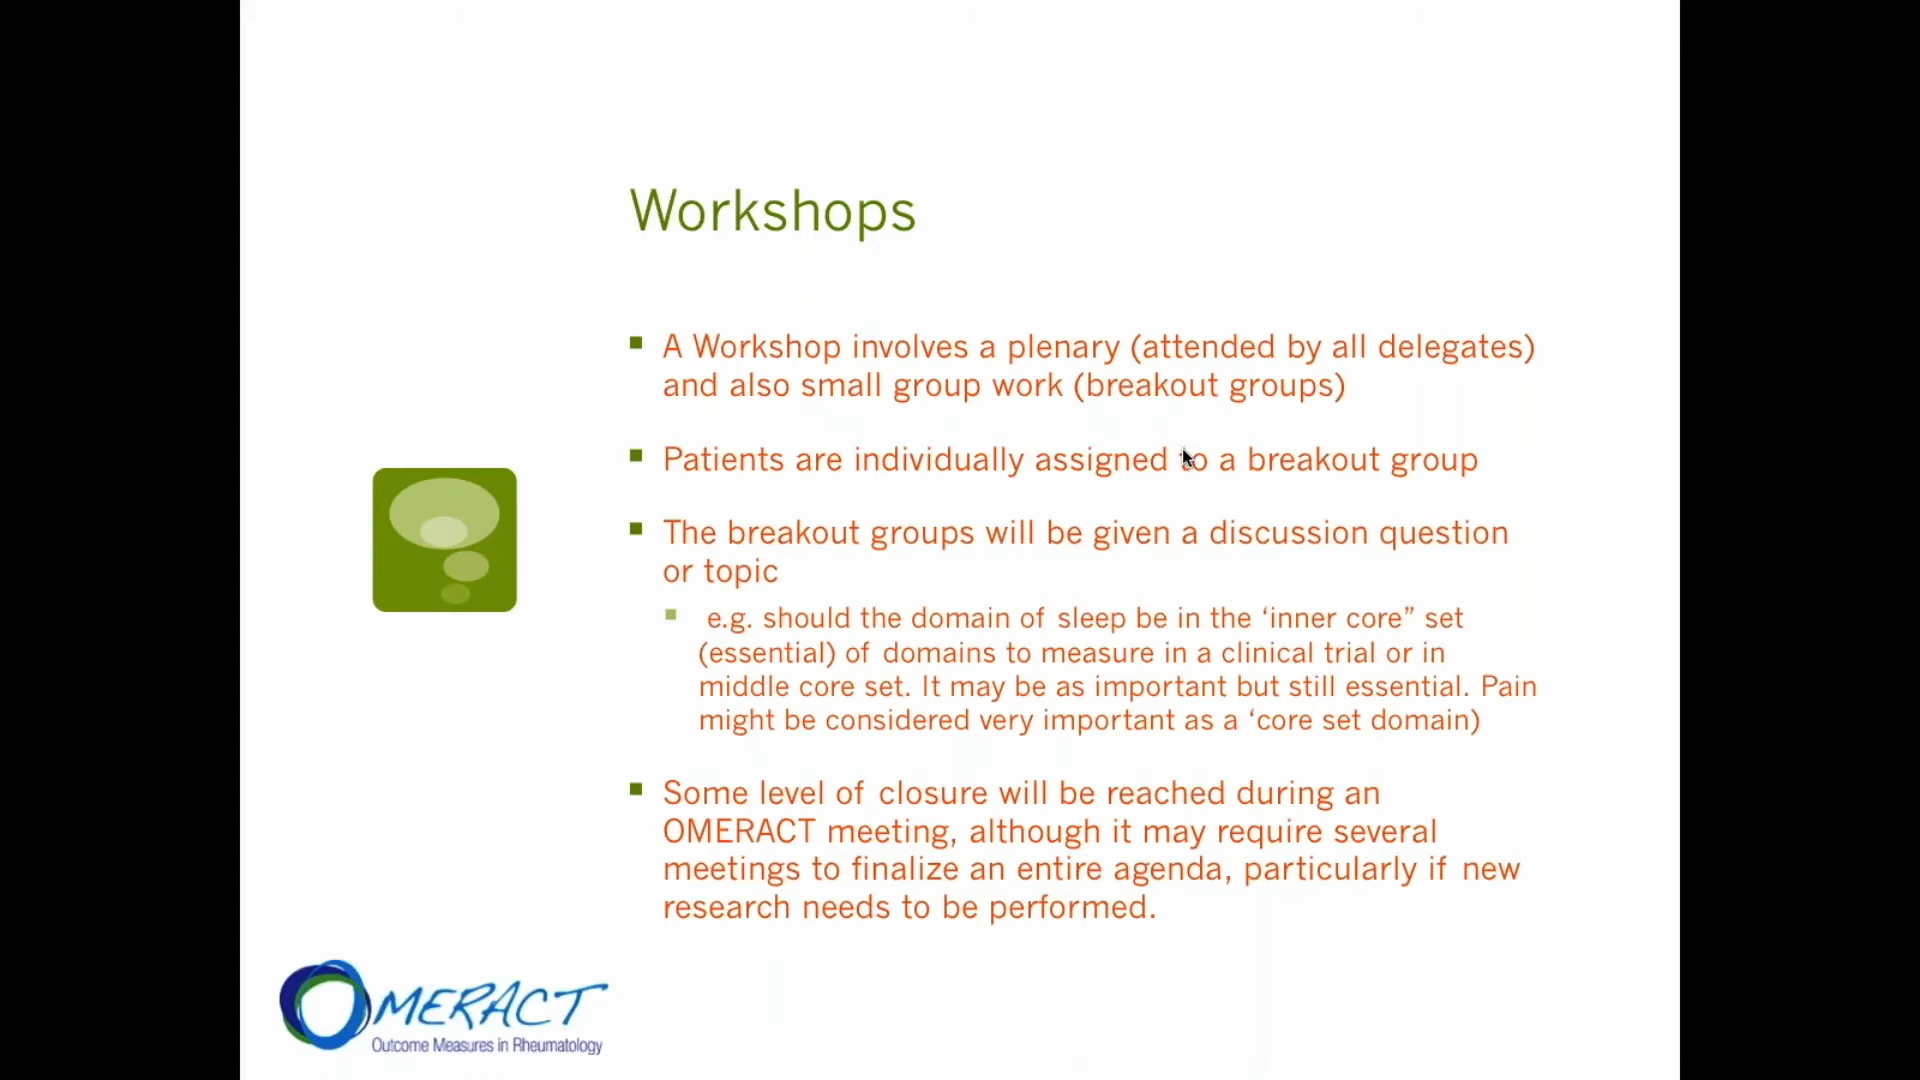 Workshops
A Workshop involves a plenary (attended by all delegates)
and also small group work (breakout groups)
Patients are individually assigned to a breakout group
The breakout groups will be given a discussion question
or topic
e.g. should the domain of sleep be in the ‘inner core” set
(essential) of domains to measure in a clinical trial or in
middle core set. It may be as important but still essential. Pain
might be considered very important as a ‘core set domain)
Some level of closure will be reached during an
OMERACT meeting, although it may require several
meetings to finalize an entire agenda, particularly if new
research needs to be performed.
OMERACT
Outcome Measures in Rheumatology